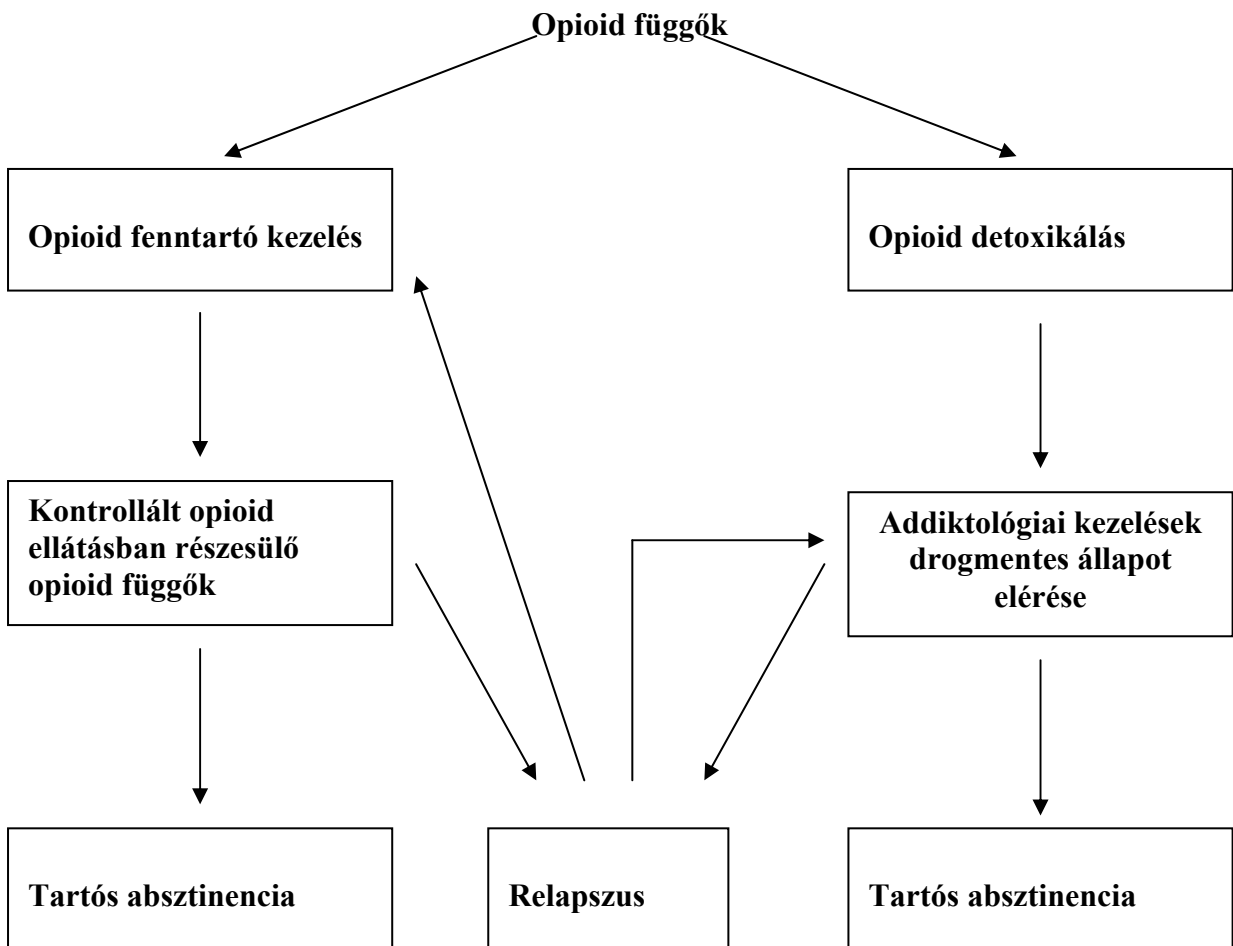 Opioid függők
Opioid fenntartó kezelés
Opioid detoxikálás
Kontrollált opioid
ellátásban részesülő
opioid függők
Addiktológiai kezelések
drogmentes állapot
elérése
Tartós absztinencia
Relapszus
Tartós absztinencia